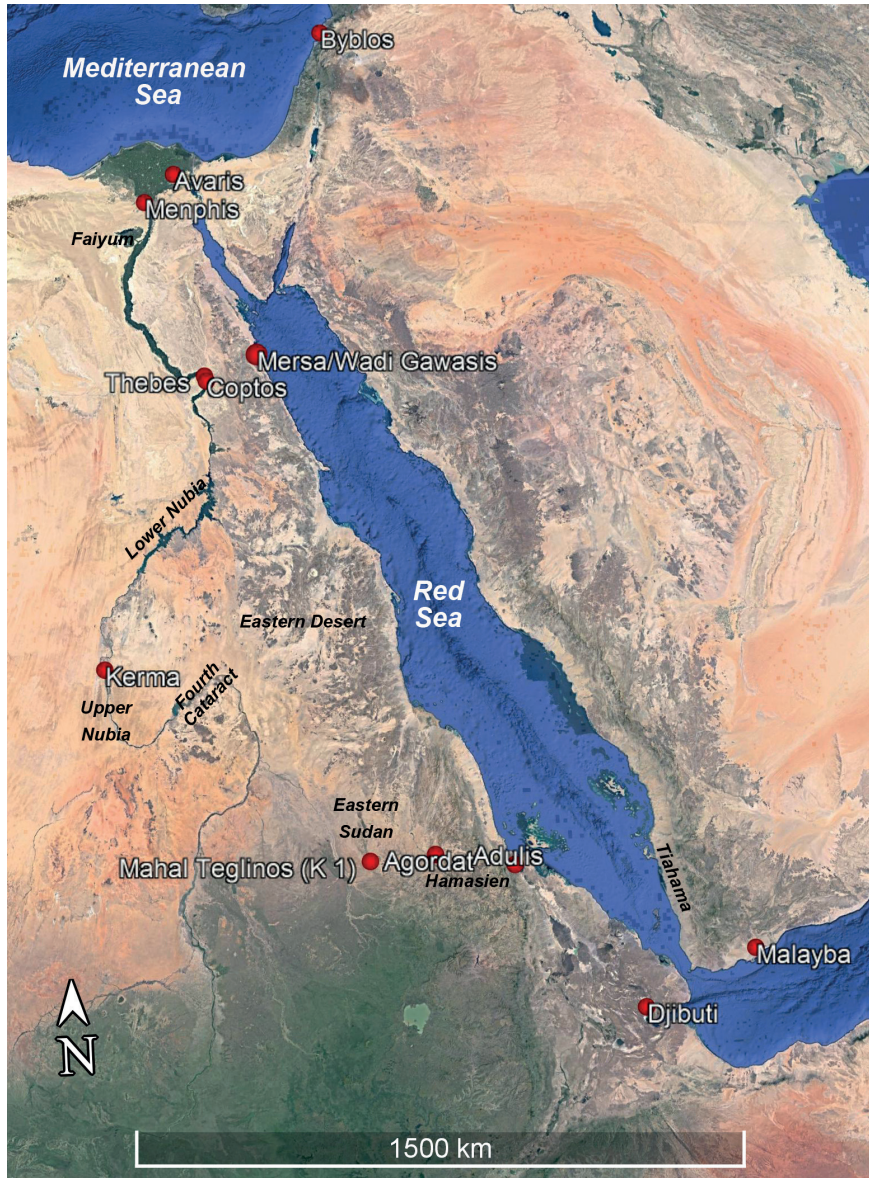 Byblos
Mediterranean
Sea
Avaris
Menphis
Faiyum
Mersa/Wadi Gawasis
Thebes
Coptos
Lower Nubia
Red
Sea
Eastern Desert
Kerma
Fourth
Cataract
Upper
Nubia
Eastern
Sudan
Mahal Teglinos (K 1)
Agordat
Adulis
Hamasien
Tiahama
Malayba
Djibuti
N
1500 km